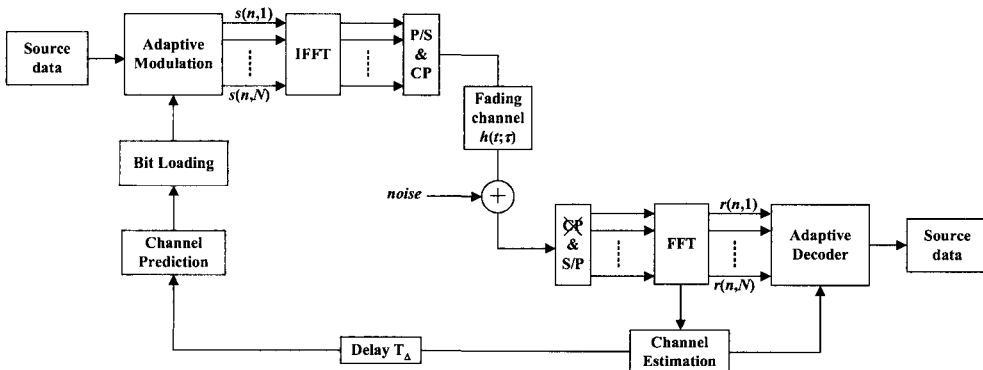 Source
data
Adaptive
Modulation
s(n,1)
s(n,N)
IFFT
P/S
&
CP
Fading
channel
h(t;τ)
Bit Loading
noise
+
Channel
Prediction
CP
&
S/P
FFT
r(n,1)
r(n,N)
Adaptive
Decoder
Source
data
Delay T_Δ
Channel
Estimation